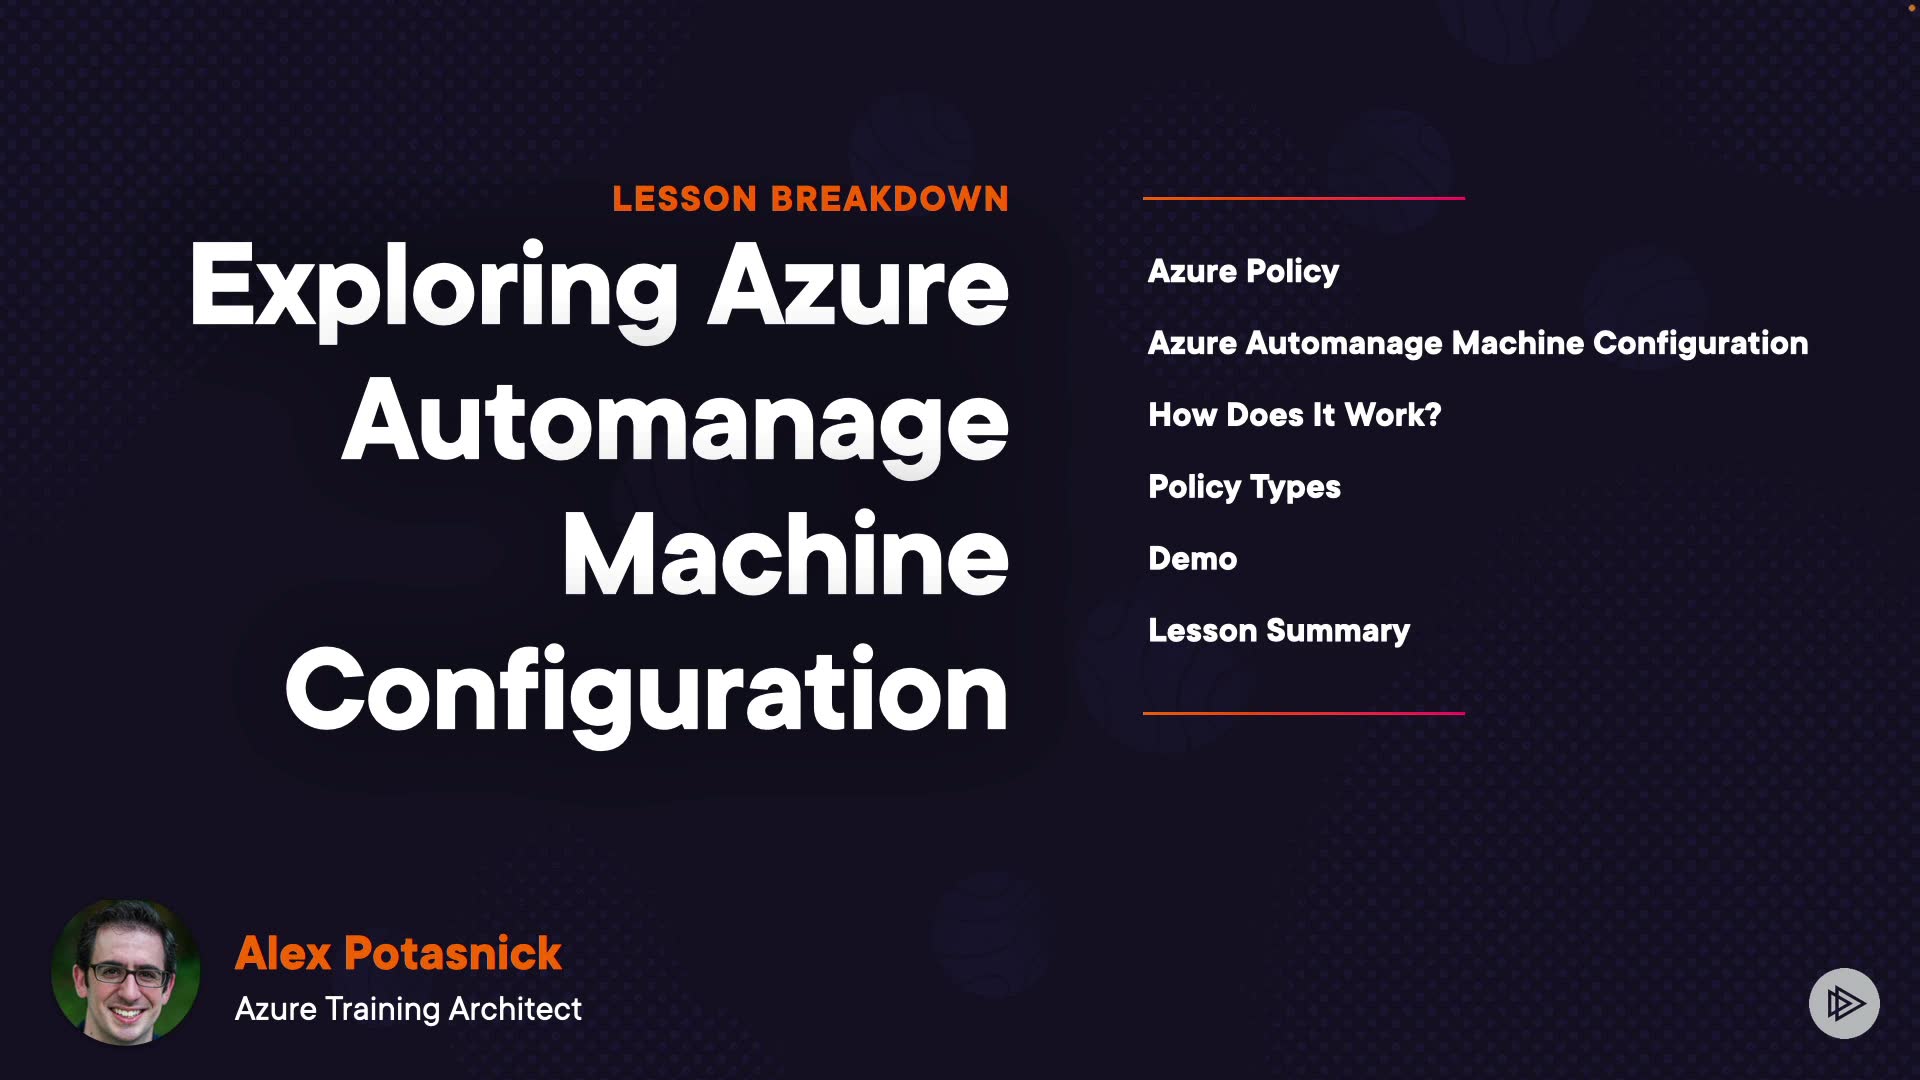 LESSON BREAKDOWN
Exploring Azure
Automanage
Machine
Configuration
Azure Policy
Azure Automanage Machine Configuration
How Does It Work?
Policy Types
Demo
Lesson Summary
Alex Potasnick
Azure Training Architect